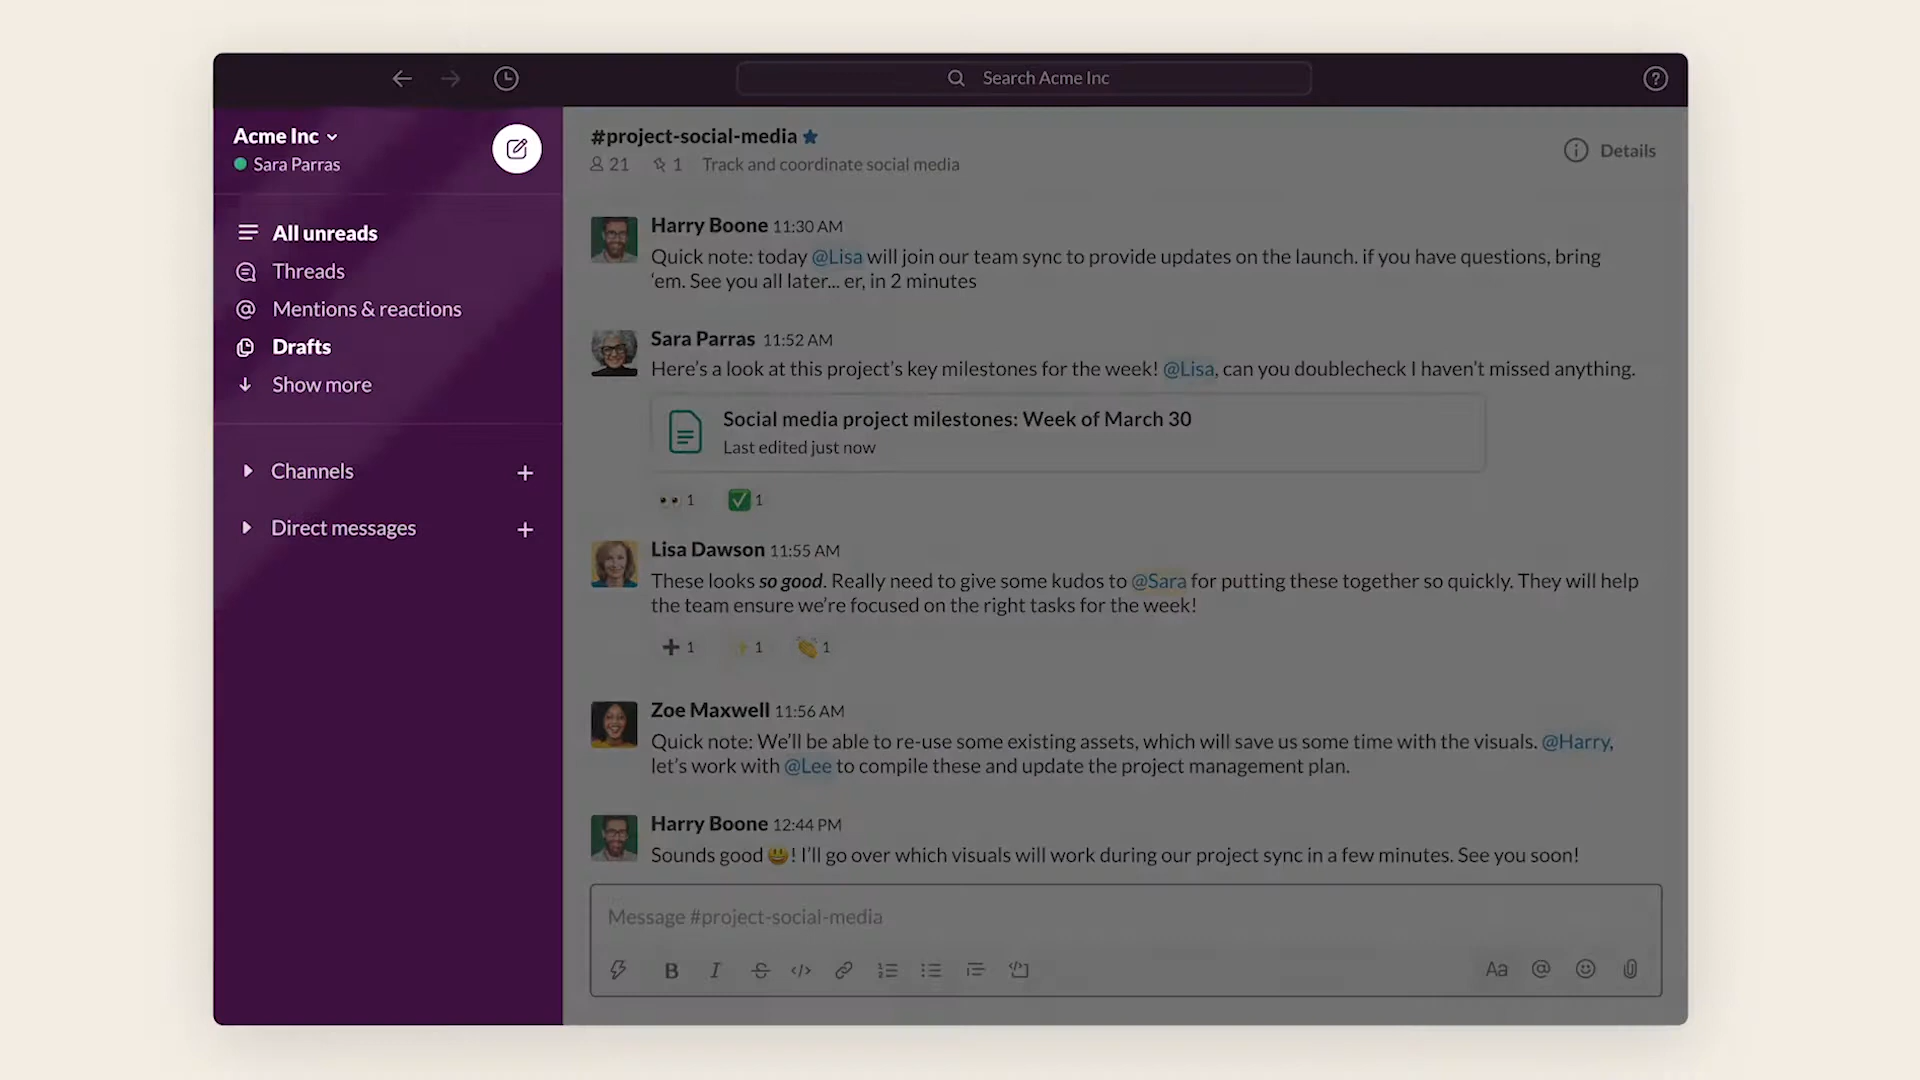 Search Acme Inc
Acme Inc
Sara Parras
All unreads
Threads
Mentions & reactions
Drafts
Show more
Channels
Direct messages
#project-social-media
21 1 Track and coordinate social media
Details
Harry Boone 11:30 AM
Quick note: today @Lisa will join our team sync to provide updates on the launch. if you have questions, bring
‘em. See you all later... er, in 2 minutes
Sara Parras 11:52 AM
Here’s a look at this project’s key milestones for the week! @Lisa, can you doublecheck I haven’t missed anything.
Social media project milestones: Week of March 30
Last edited just now
1 1
Lisa Dawson 11:55 AM
These looks so good. Really need to give some kudos to @Sara for putting these together so quickly. They will help
the team ensure we’re focused on the right tasks for the week!
1 1 1
Zoe Maxwell 11:56 AM
Quick note: We’ll be able to re-use some existing assets, which will save us some time with the visuals. @Harry,
let’s work with @Lee to compile these and update the project management plan.
Harry Boone 12:44 PM
Sounds good 😃! I’ll go over which visuals will work during our project sync in a few minutes. See you soon!
Message #project-social-media
B I S </> Aa @